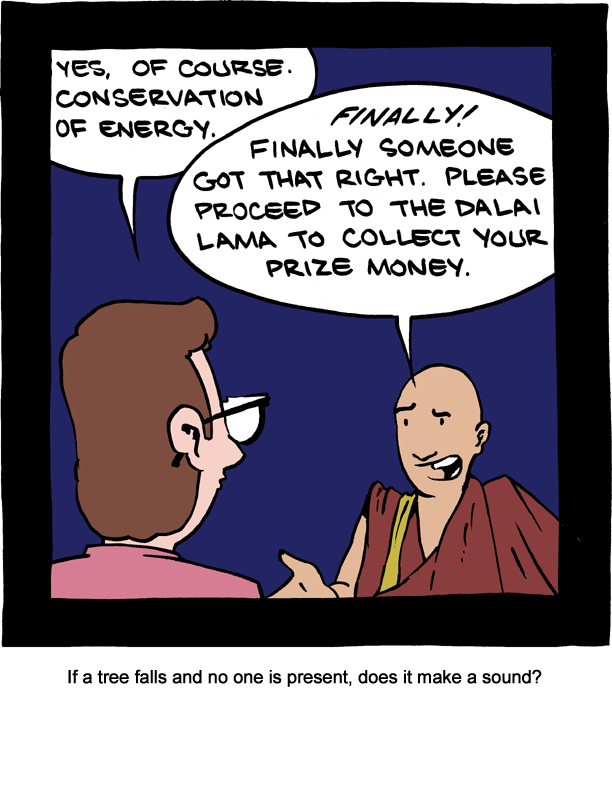 YES, OF COURSE.
CONSERVATION
OF ENERGY.
FINALLY!
FINALLY SOMEONE
GOT THAT RIGHT. PLEASE
PROCEED TO THE DALAI
LAMA TO COLLECT YOUR
PRIZE MONEY.
If a tree falls and no one is present, does it make a sound?